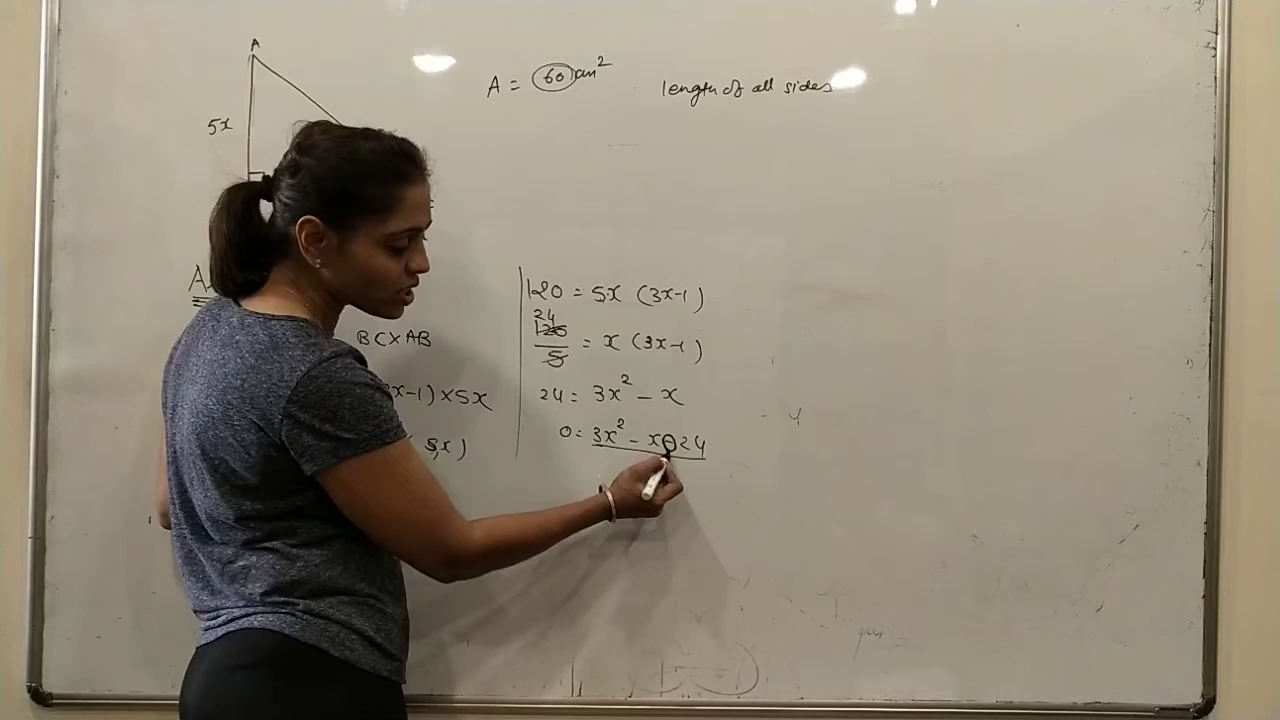 A
5x
A = 60 cm²
length of all sides
A
BC×AB
x-1)×5x
5x)
120 = 5x (3x-1)
24
120/5 = x (3x-1)
24 = 3x² - x
0 = 3x² - x - 24